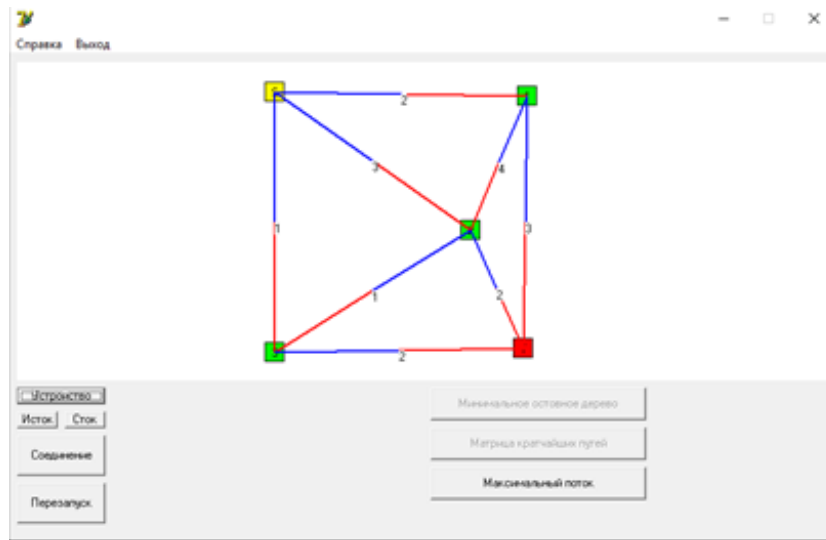 Справка Выход
2
3
4
1
3
1
2
2
Устройство
Исток Сток
Соединение
Перезапуск
Минимальное остовное дерево
Матрица кратчайших путей
Максимальный поток